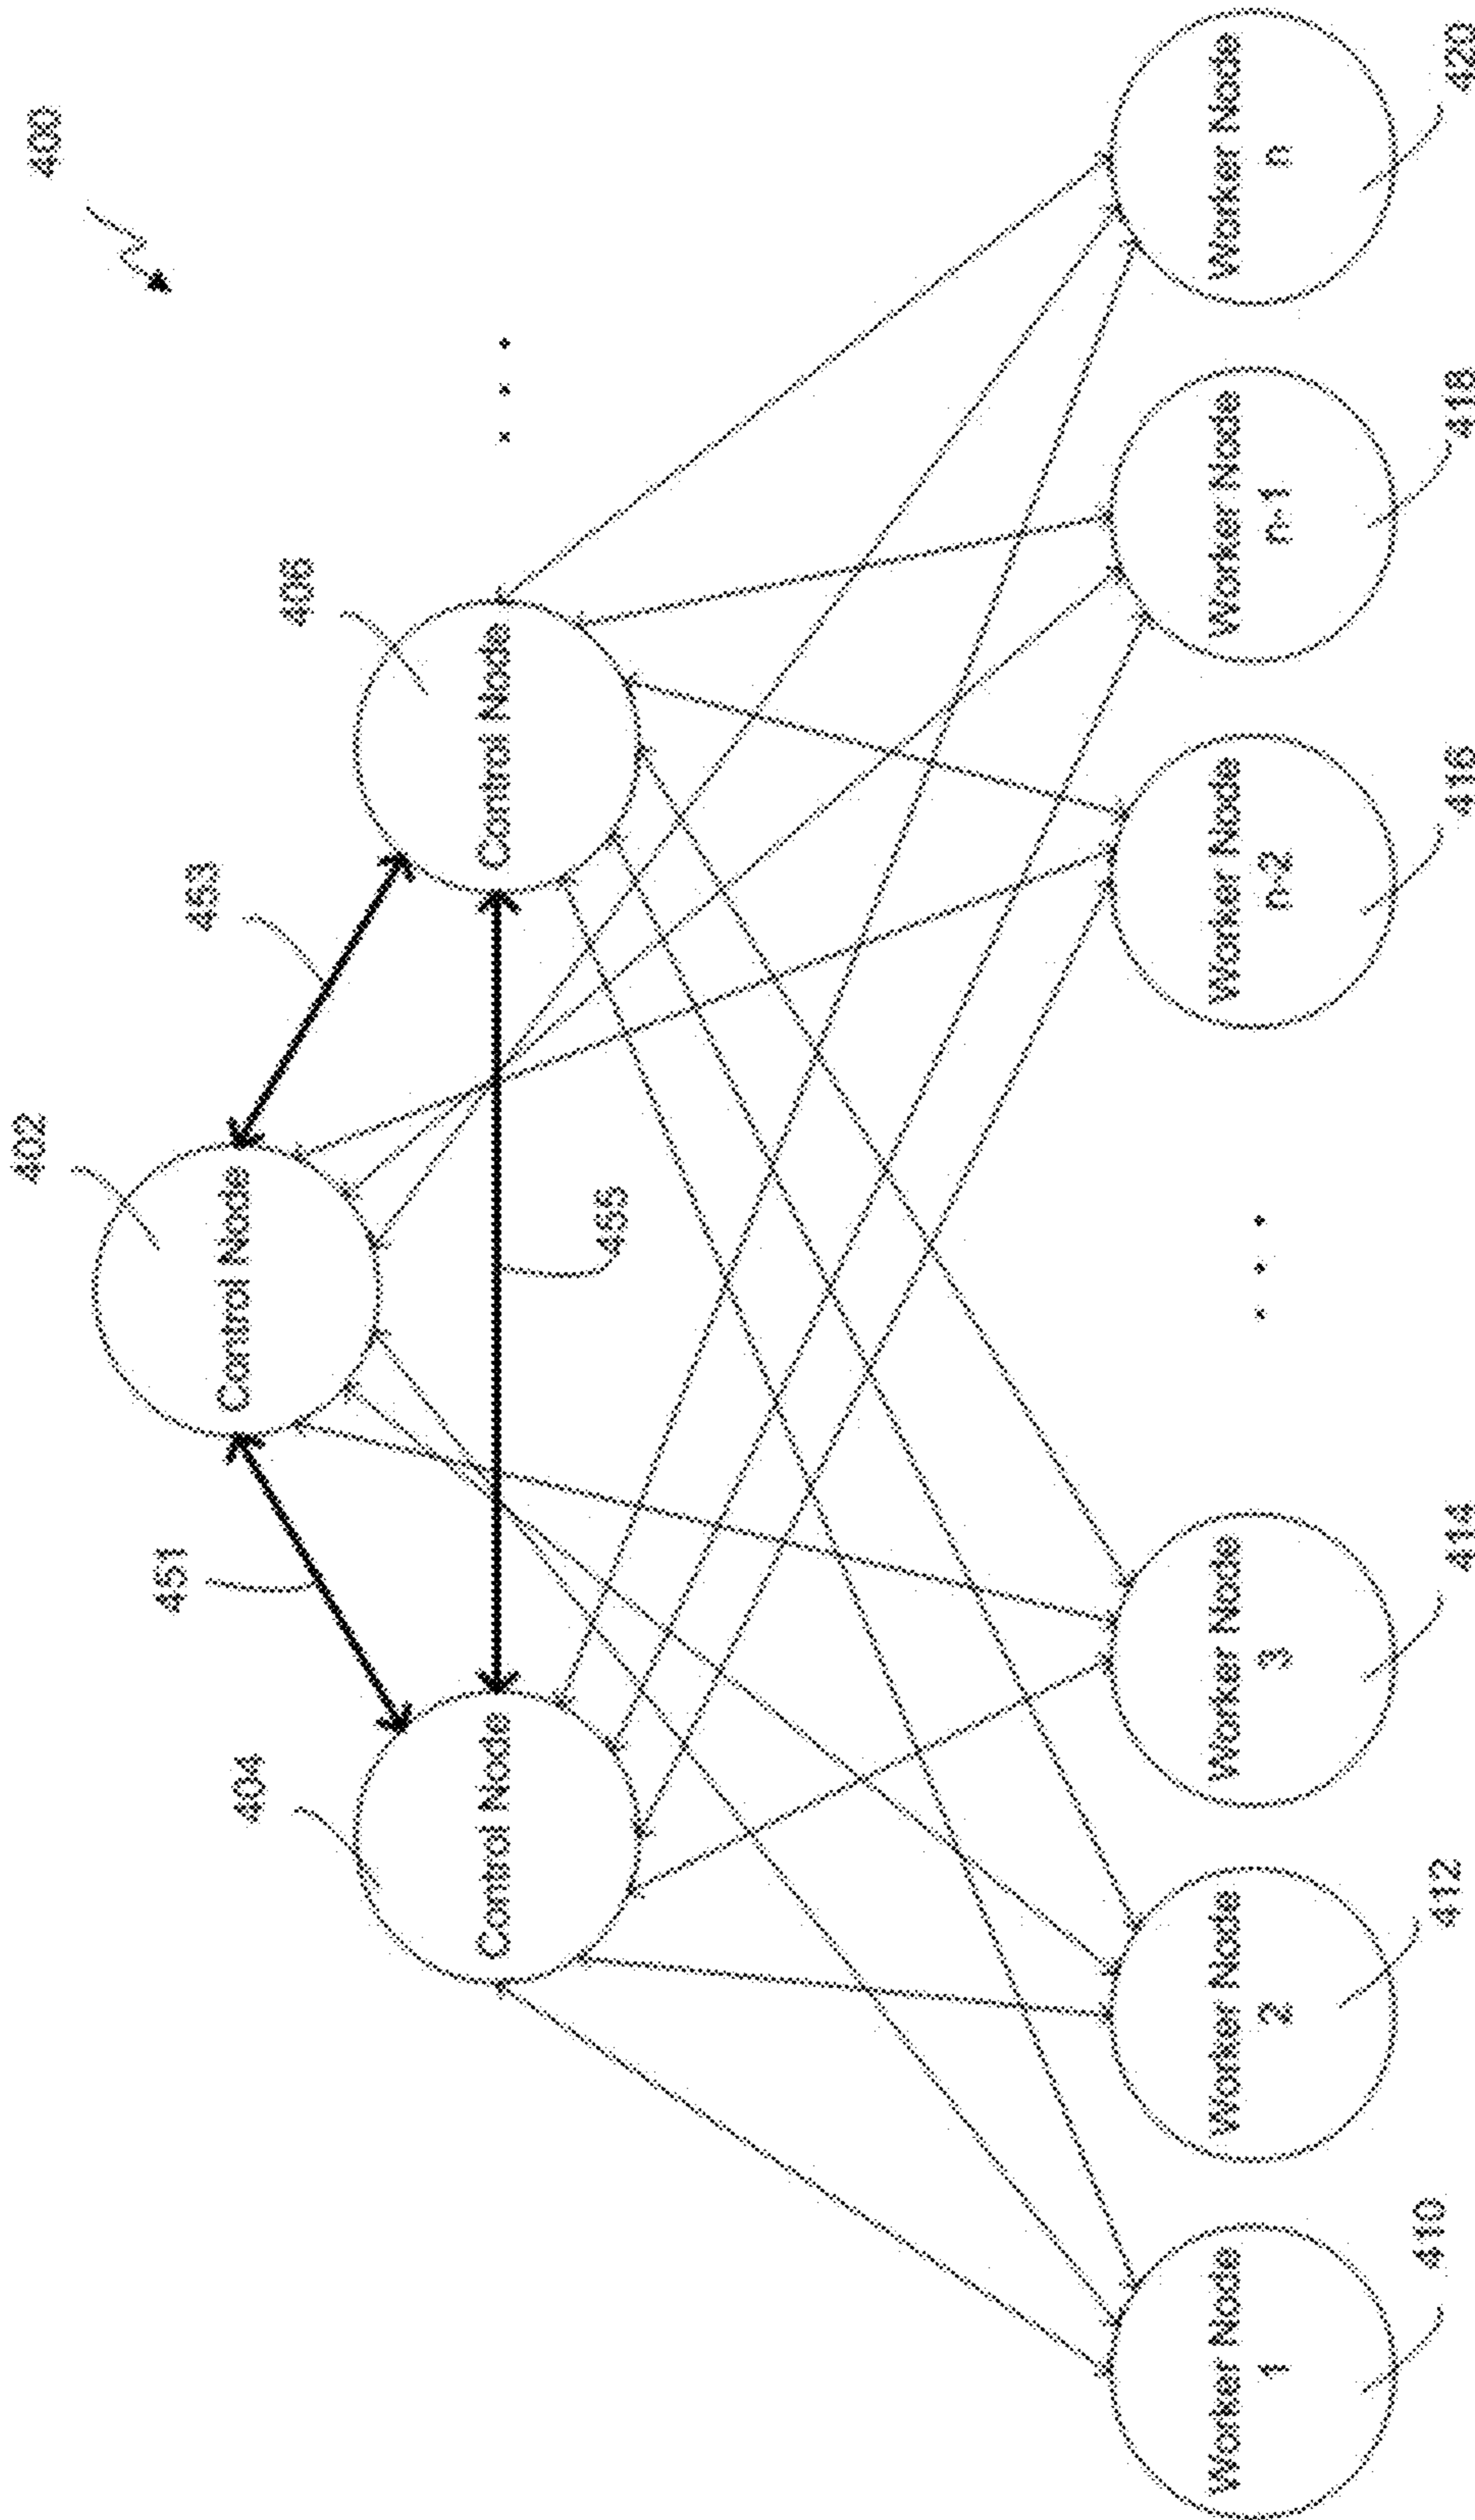 400
402
Control Node
451
453
404
Control Node
406
Control Node
455
Worker Node
1
410
Worker Node
2
412
Worker Node
3
414
Worker Node
n-2
416
Worker Node
n-1
418
Worker Node
n
420